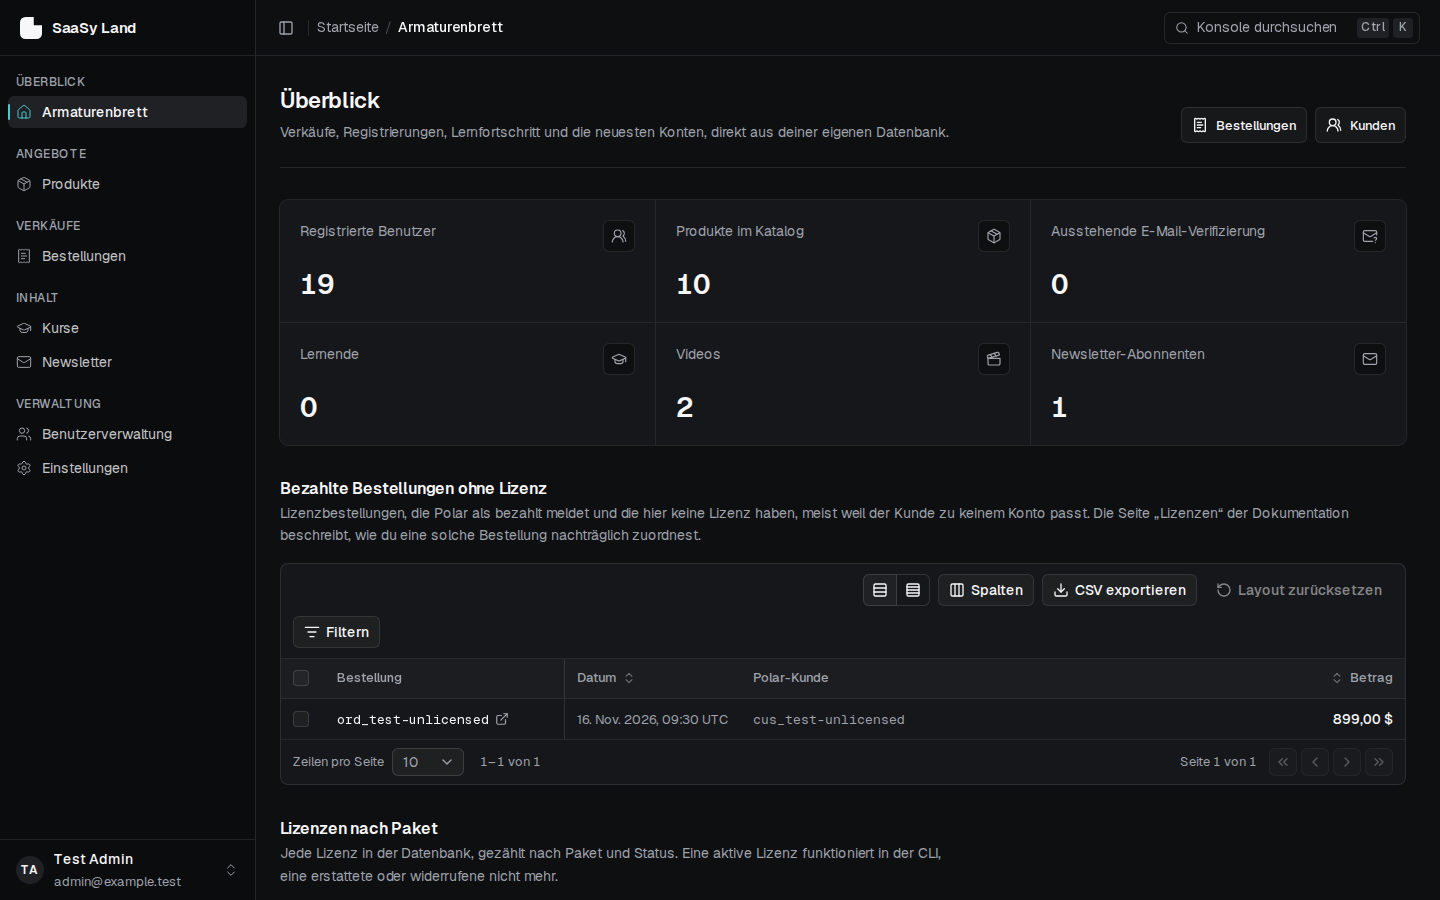 SaaSy Land
Startseite / Armaturenbrett
Konsole durchsuchen Ctrl K
ÜBERBLICK
Armaturenbrett
ANGEBOTE
Produkte
VERKÄUFE
Bestellungen
INHALT
Kurse
Newsletter
VERWALTUNG
Benutzerverwaltung
Einstellungen
TA
Test Admin
admin@example.test
Überblick
Verkäufe, Registrierungen, Lernfortschritt und die neuesten Konten, direkt aus deiner eigenen Datenbank.
Bestellungen
Kunden
Registrierte Benutzer
19
Produkte im Katalog
10
Ausstehende E-Mail-Verifizierung
0
Lernende
0
Videos
2
Newsletter-Abonnenten
1
Bezahlte Bestellungen ohne Lizenz
Lizenzbestellungen, die Polar als bezahlt meldet und die hier keine Lizenz haben, meist weil der Kunde zu keinem Konto passt. Die Seite „Lizenzen“ der Dokumentation
beschreibt, wie du eine solche Bestellung nachträglich zuordnest.
Spalten
CSV exportieren
Layout zurücksetzen
Filtern
Bestellung Datum Polar-Kunde Betrag
ord_test-unlicensed 16. Nov. 2026, 09:30 UTC cus_test-unlicensed 899,00 $
Zeilen pro Seite 10 1–1 von 1 Seite 1 von 1
Lizenzen nach Paket
Jede Lizenz in der Datenbank, gezählt nach Paket und Status. Eine aktive Lizenz funktioniert in der CLI,
eine erstattete oder widerrufene nicht mehr.